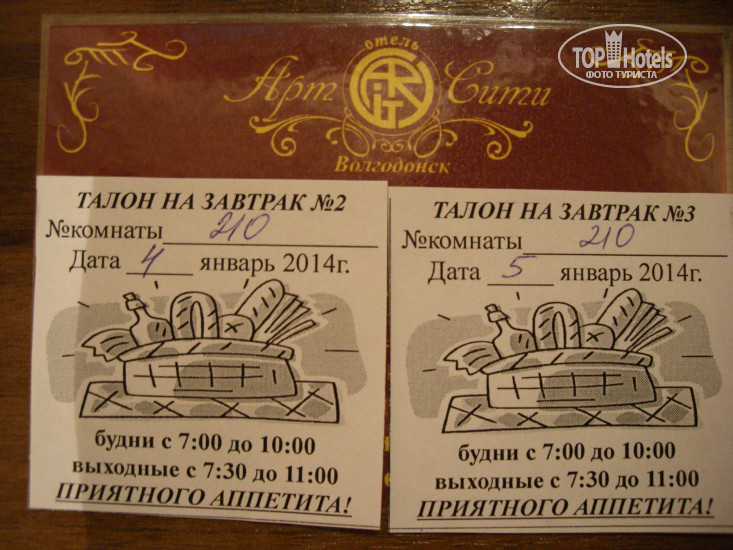 TOP Hotels
ФОТО ТУРИСТА
отель
АРТ
Арт Сити
Волгодонск
ТАЛОН НА ЗАВТРАК №2
№комнаты 210
Дата 4 январь 2014г.
будни с 7:00 до 10:00
выходные с 7:30 до 11:00
ПРИЯТНОГО АППЕТИТА!
ТАЛОН НА ЗАВТРАК №3
№комнаты 210
Дата 5 январь 2014г.
будни с 7:00 до 10:00
выходные с 7:30 до 11:00
ПРИЯТНОГО АППЕТИТА!